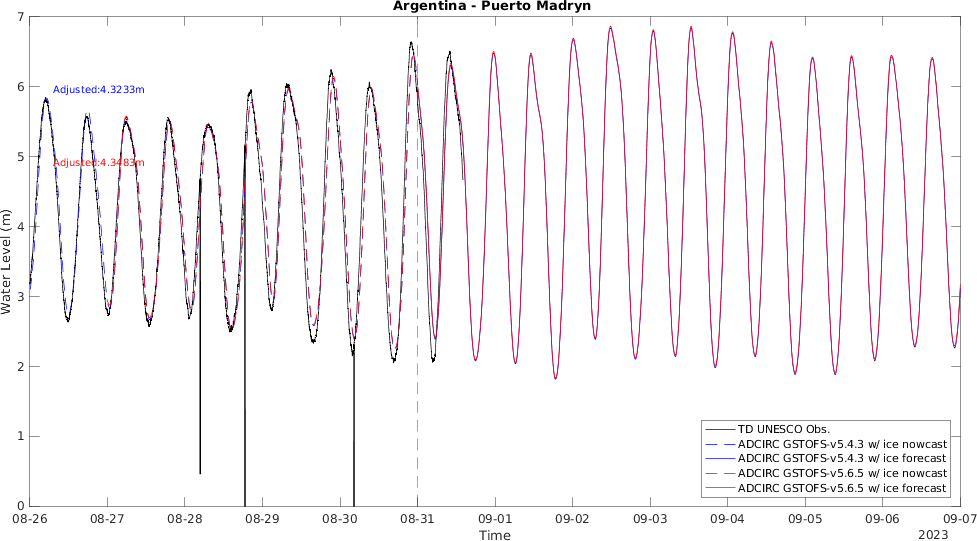 Argentina - Puerto Madryn
7
6
5
4
3
2
1
0
Water Level (m)
Adjusted:4.3233m
Adjusted:4.3483m
TD UNESCO Obs.
ADCIRC GSTOFS-v5.4.3 w/ ice nowcast
ADCIRC GSTOFS-v5.4.3 w/ ice forecast
ADCIRC GSTOFS-v5.6.5 w/ ice nowcast
ADCIRC GSTOFS-v5.6.5 w/ ice forecast
08-26 08-27 08-28 08-29 08-30 08-31 09-01 09-02 09-03 09-04 09-05 09-06 09-07
Time
2023